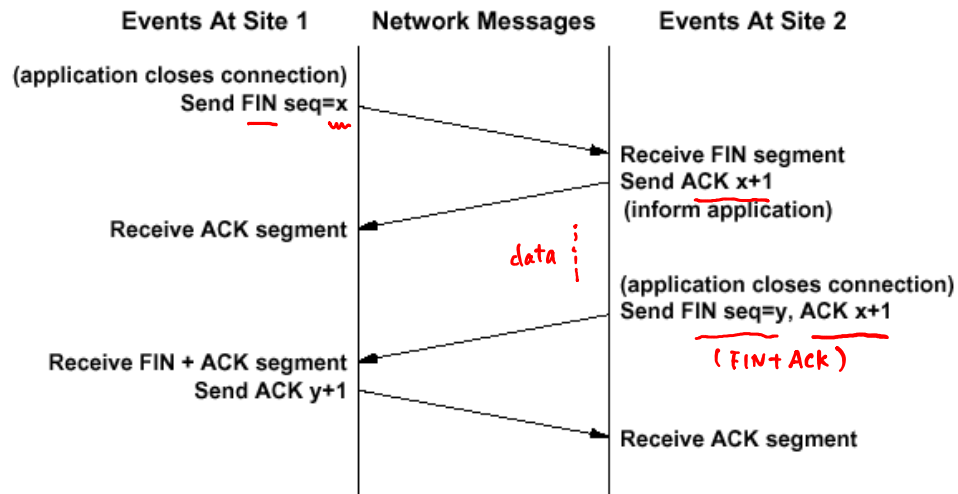 Events At Site 1 Network Messages Events At Site 2
(application closes connection)
Send FIN seq=x
Receive FIN segment
Send ACK x+1
(inform application)
Receive ACK segment
data
(application closes connection)
Send FIN seq=y, ACK x+1
(FIN+ Ack)
Receive FIN + ACK segment
Send ACK y+1
Receive ACK segment